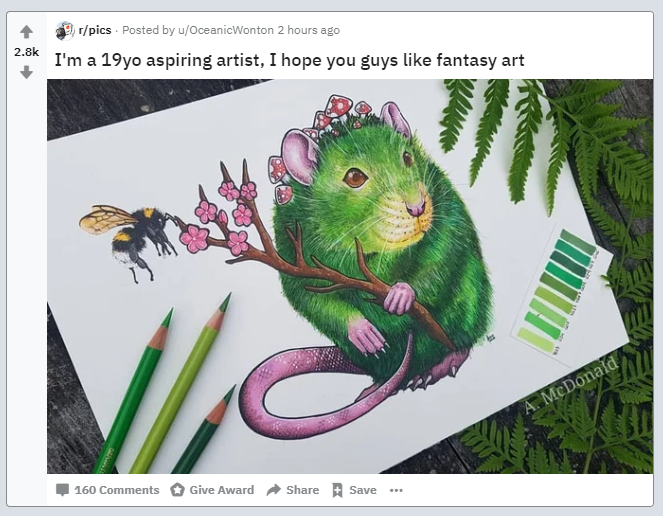 r/pics · Posted by u/OceanicWonton 2 hours ago
2.8k
I'm a 19yo aspiring artist, I hope you guys like fantasy art
A. McDonald
160 Comments Give Award Share Save ...